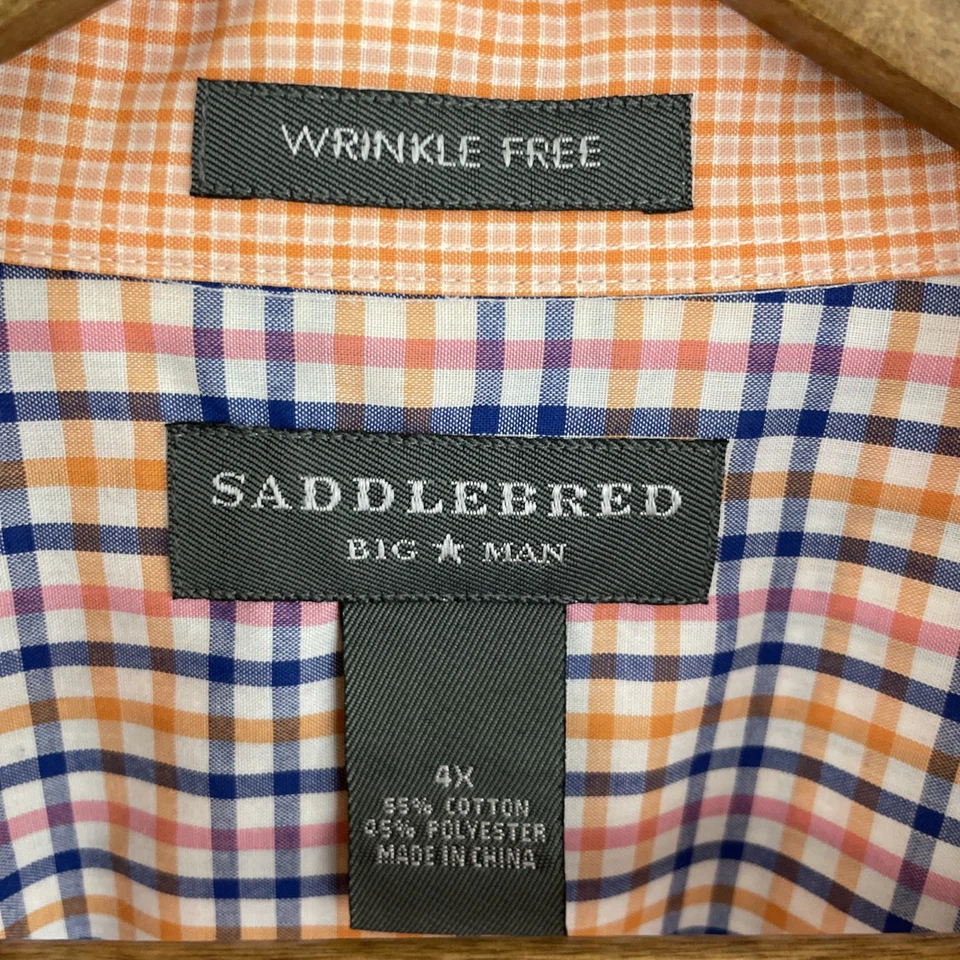 WRINKLE FREE
SADDLEBRED
BIG ★ MAN
4X
55% COTTON
45% POLYESTER
MADE IN CHINA